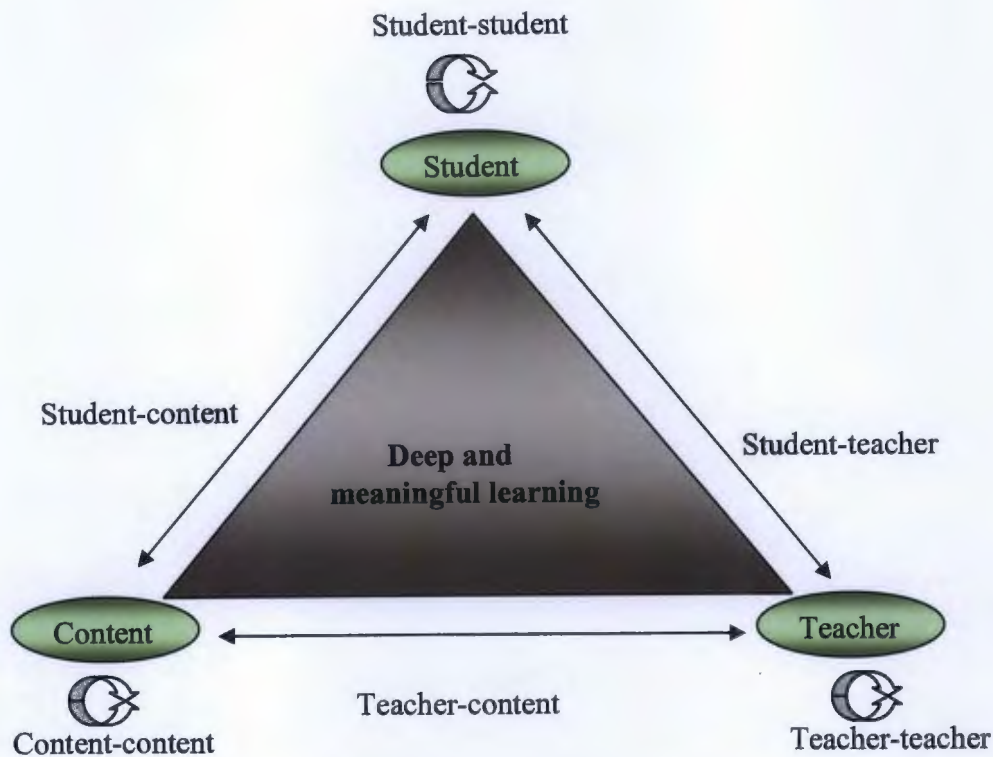 Student-student
Student
Student-content
Student-teacher
Deep and
meaningful learning
Content
Teacher
Teacher-content
Content-content
Teacher-teacher